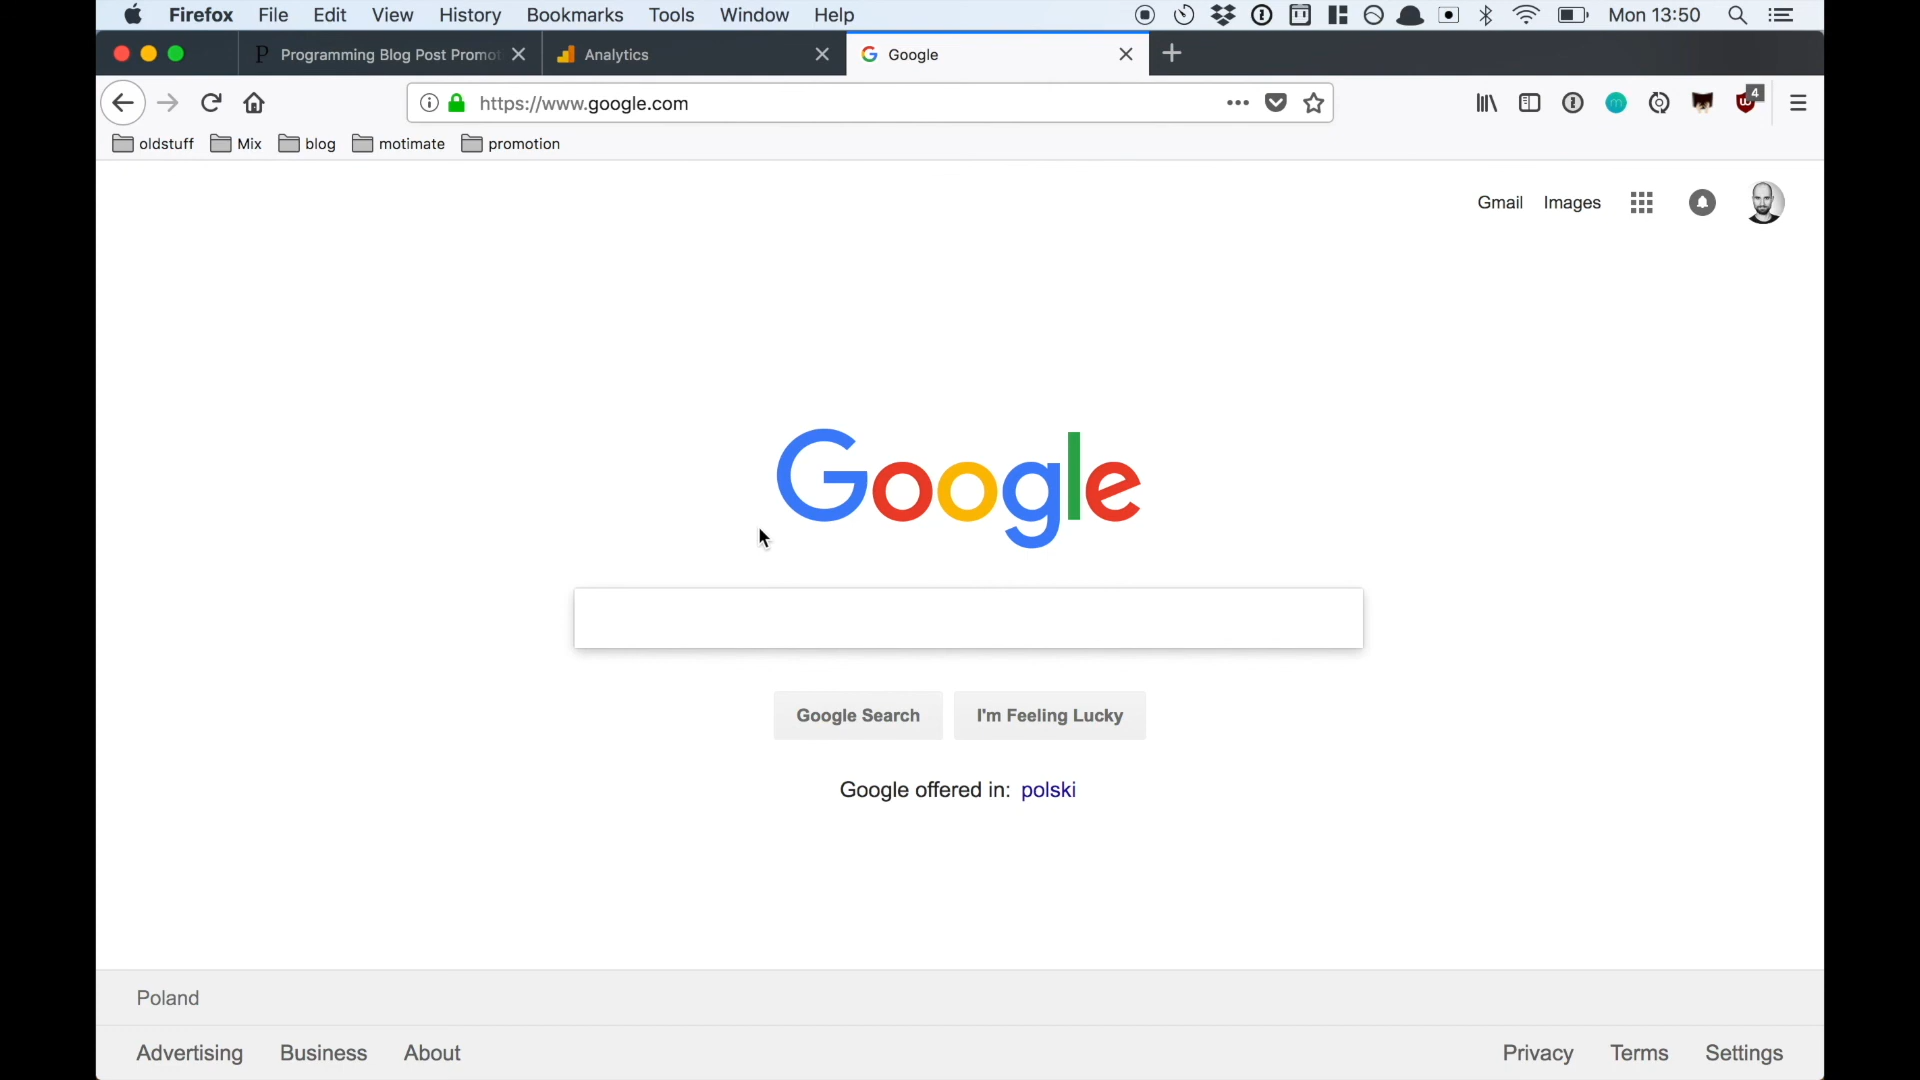 Firefox File Edit View History Bookmarks Tools Window Help Mon 13:50
Programming Blog Post Promot Analytics Google
https://www.google.com 4
oldstuff Mix blog motimate promotion
Gmail Images
Google
Google Search I'm Feeling Lucky
Google offered in: polski
Poland
Advertising Business About Privacy Terms Settings